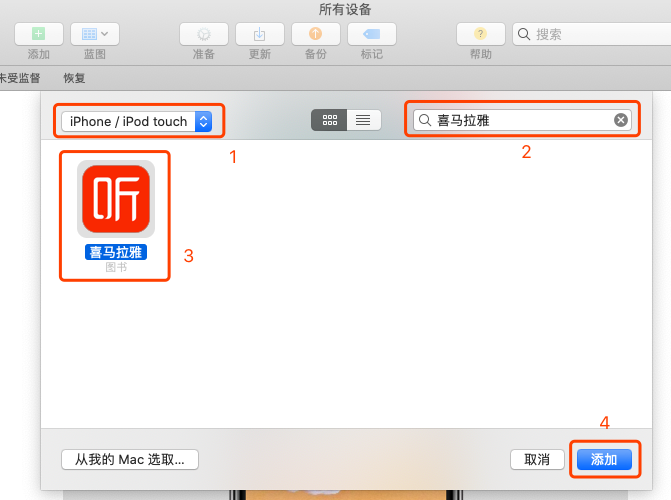 所有设备
添加
蓝图
准备
更新
备份
标记
帮助
搜索
未受监督
恢复
iPhone / iPod touch
喜马拉雅
1
2
听
喜马拉雅
图书
3
4
从我的 Mac 选取...
取消
添加